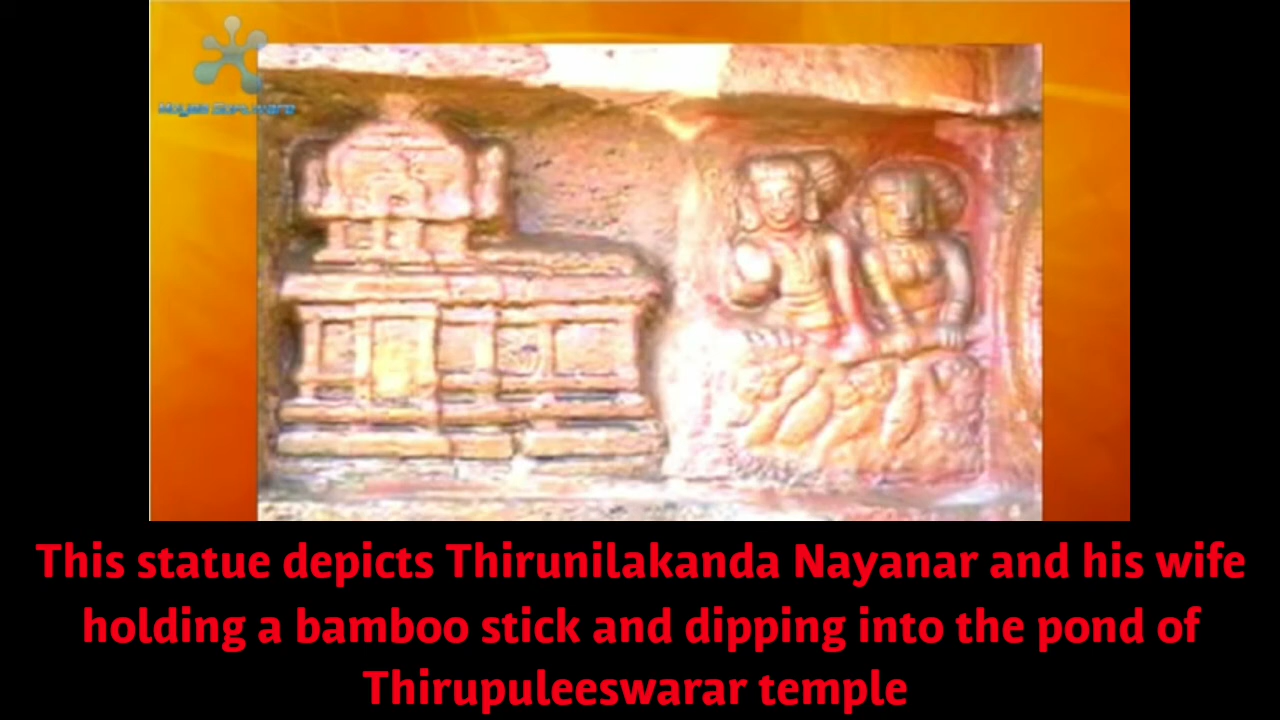 This statue depicts Thirunilakanda Nayanar and his wife
holding a bamboo stick and dipping into the pond of
Thirupuleeswarar temple